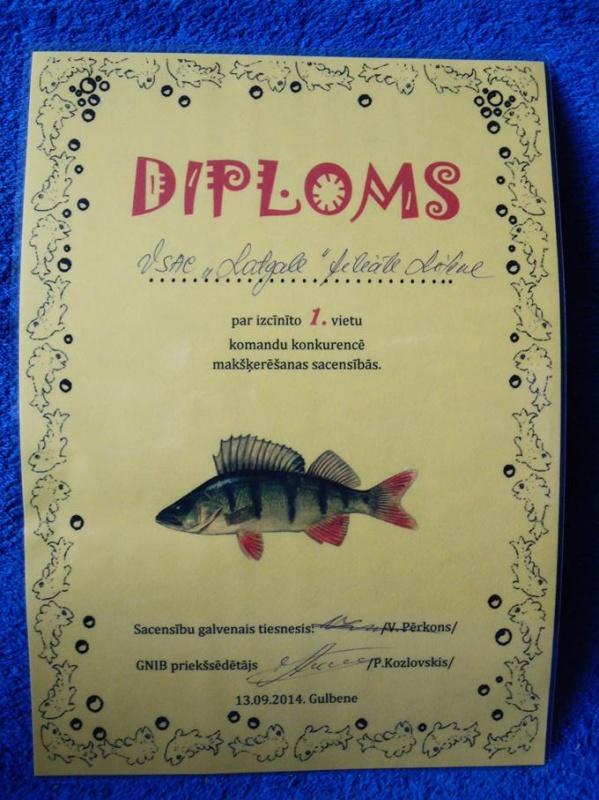 DIPLOMS
VSAC „Latgale" filiāle
par izcīnīto 1. vietu
komandu konkurencē
makšķerēšanas sacensībās.
Sacensību galvenais tiesnesis: /V. Pērkons/
GNIB priekšsēdētājs /P.Kozlovskis/
13.09.2014. Gulbene